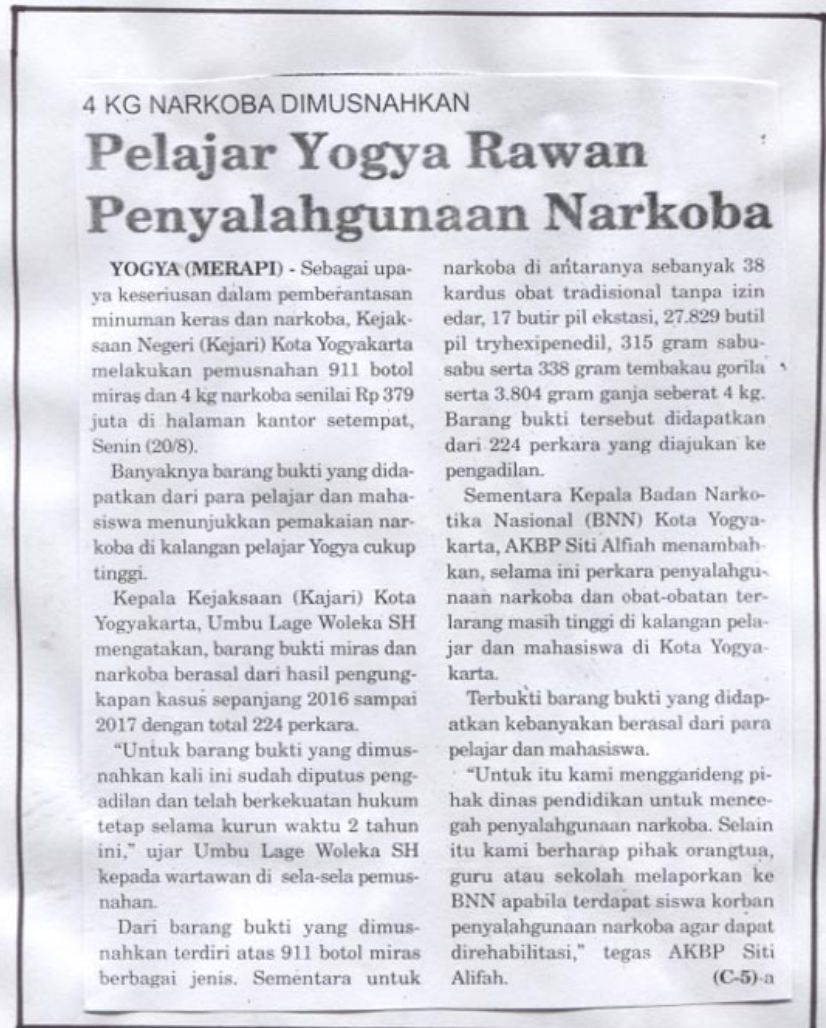 4 KG NARKOBA DIMUSNAHKAN
Pelajar Yogya Rawan
Penyalahgunaan Narkoba
YOGYA (MERAPI) - Sebagai upa-
ya keseriusan dalam pemberantasan
minuman keras dan narkoba, Kejak-
saan Negeri (Kejari) Kota Yogyakarta
melakukan pemusnahan 911 botol
miras dan 4 kg narkoba senilai Rp 379
juta di halaman kantor setempat,
Senin (20/8).
Banyaknya barang bukti yang dida-
patkan dari para pelajar dan maha-
siswa menunjukkan pemakaian nar-
koba di kalangan pelajar Yogya cukup
tinggi.
Kepala Kejaksaan (Kajari) Kota
Yogyakarta, Umbu Lage Woleka SH
mengatakan, barang bukti miras dan
narkoba berasal dari hasil pengung-
kapan kasus sepanjang 2016 sampai
2017 dengan total 224 perkara.
"Untuk barang bukti yang dimus-
nahkan kali ini sudah diputus peng-
adilan dan telah berkekuatan hukum
tetap selama kurun waktu 2 tahun
ini," ujar Umbu Lage Woleka SH
kepada wartawan di sela-sela pemus-
nahan.
Dari barang bukti yang dimus-
nahkan terdiri atas 911 botol miras
berbagai jenis. Sementara untuk
narkoba di antaranya sebanyak 38
kardus obat tradisional tanpa izin
edar, 17 butir pil ekstasi, 27.829 butil
pil tryhexipenedil, 315 gram sabu-
sabu serta 338 gram tembakau gorila
serta 3.804 gram ganja seberat 4 kg.
Barang bukti tersebut didapatkan
dari 224 perkara yang diajukan ke
pengadilan.
Sementara Kepala Badan Narko-
tika Nasional (BNN) Kota Yogya-
karta, AKBP Siti Alfiah menambah-
kan, selama ini perkara penyalahgu-
naan narkoba dan obat-obatan ter-
larang masih tinggi di kalangan pela-
jar dan mahasiswa di Kota Yogya-
karta.
Terbukti barang bukti yang didap-
atkan kebanyakan berasal dari para
pelajar dan mahasiswa.
"Untuk itu kami menggandeng pi-
hak dinas pendidikan untuk mence-
gah penyalahgunaan narkoba. Selain
itu kami berharap pihak orangtua,
guru atau sekolah melaporkan ke
BNN apabila terdapat siswa korban
penyalahgunaan narkoba agar dapat
direhabilitasi," tegas AKBP Siti
Alifah. (C-5)-a